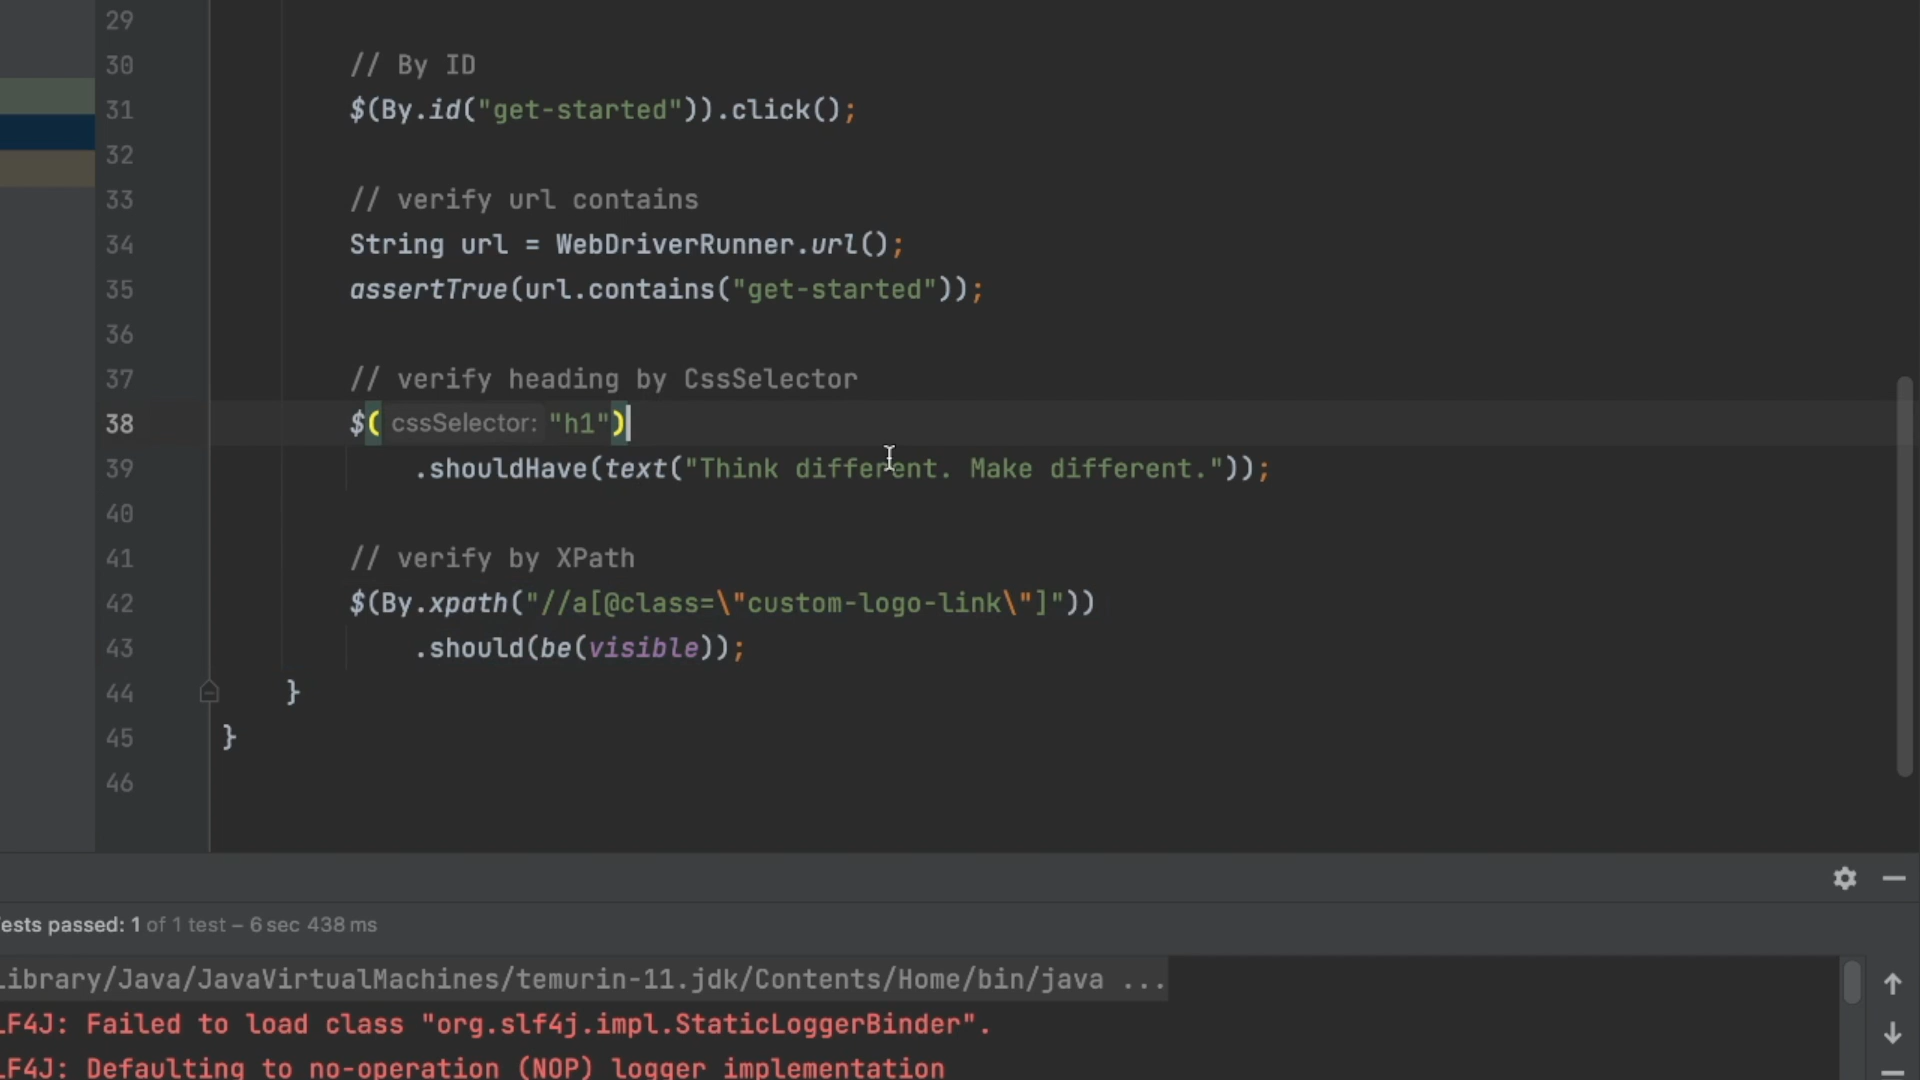 29
30 // By ID
31 $(By.id("get-started")).click();
32
33 // verify url contains
34 String url = WebDriverRunner.url();
35 assertTrue(url.contains("get-started"));
36
37 // verify heading by CssSelector
38 $( cssSelector: "h1")
39 .shouldHave(text("Think different. Make different."));
40
41 // verify by XPath
42 $(By.xpath("//a[@class=\"custom-logo-link\"]"))
43 .should(be(visible));
44 }
45 }
46
ests passed: 1 of 1 test – 6 sec 438 ms
Library/Java/JavaVirtualMachines/temurin-11.jdk/Contents/Home/bin/java ...
LF4J: Failed to load class "org.slf4j.impl.StaticLoggerBinder".
LF4J: Defaulting to no-operation (NOP) logger implementation